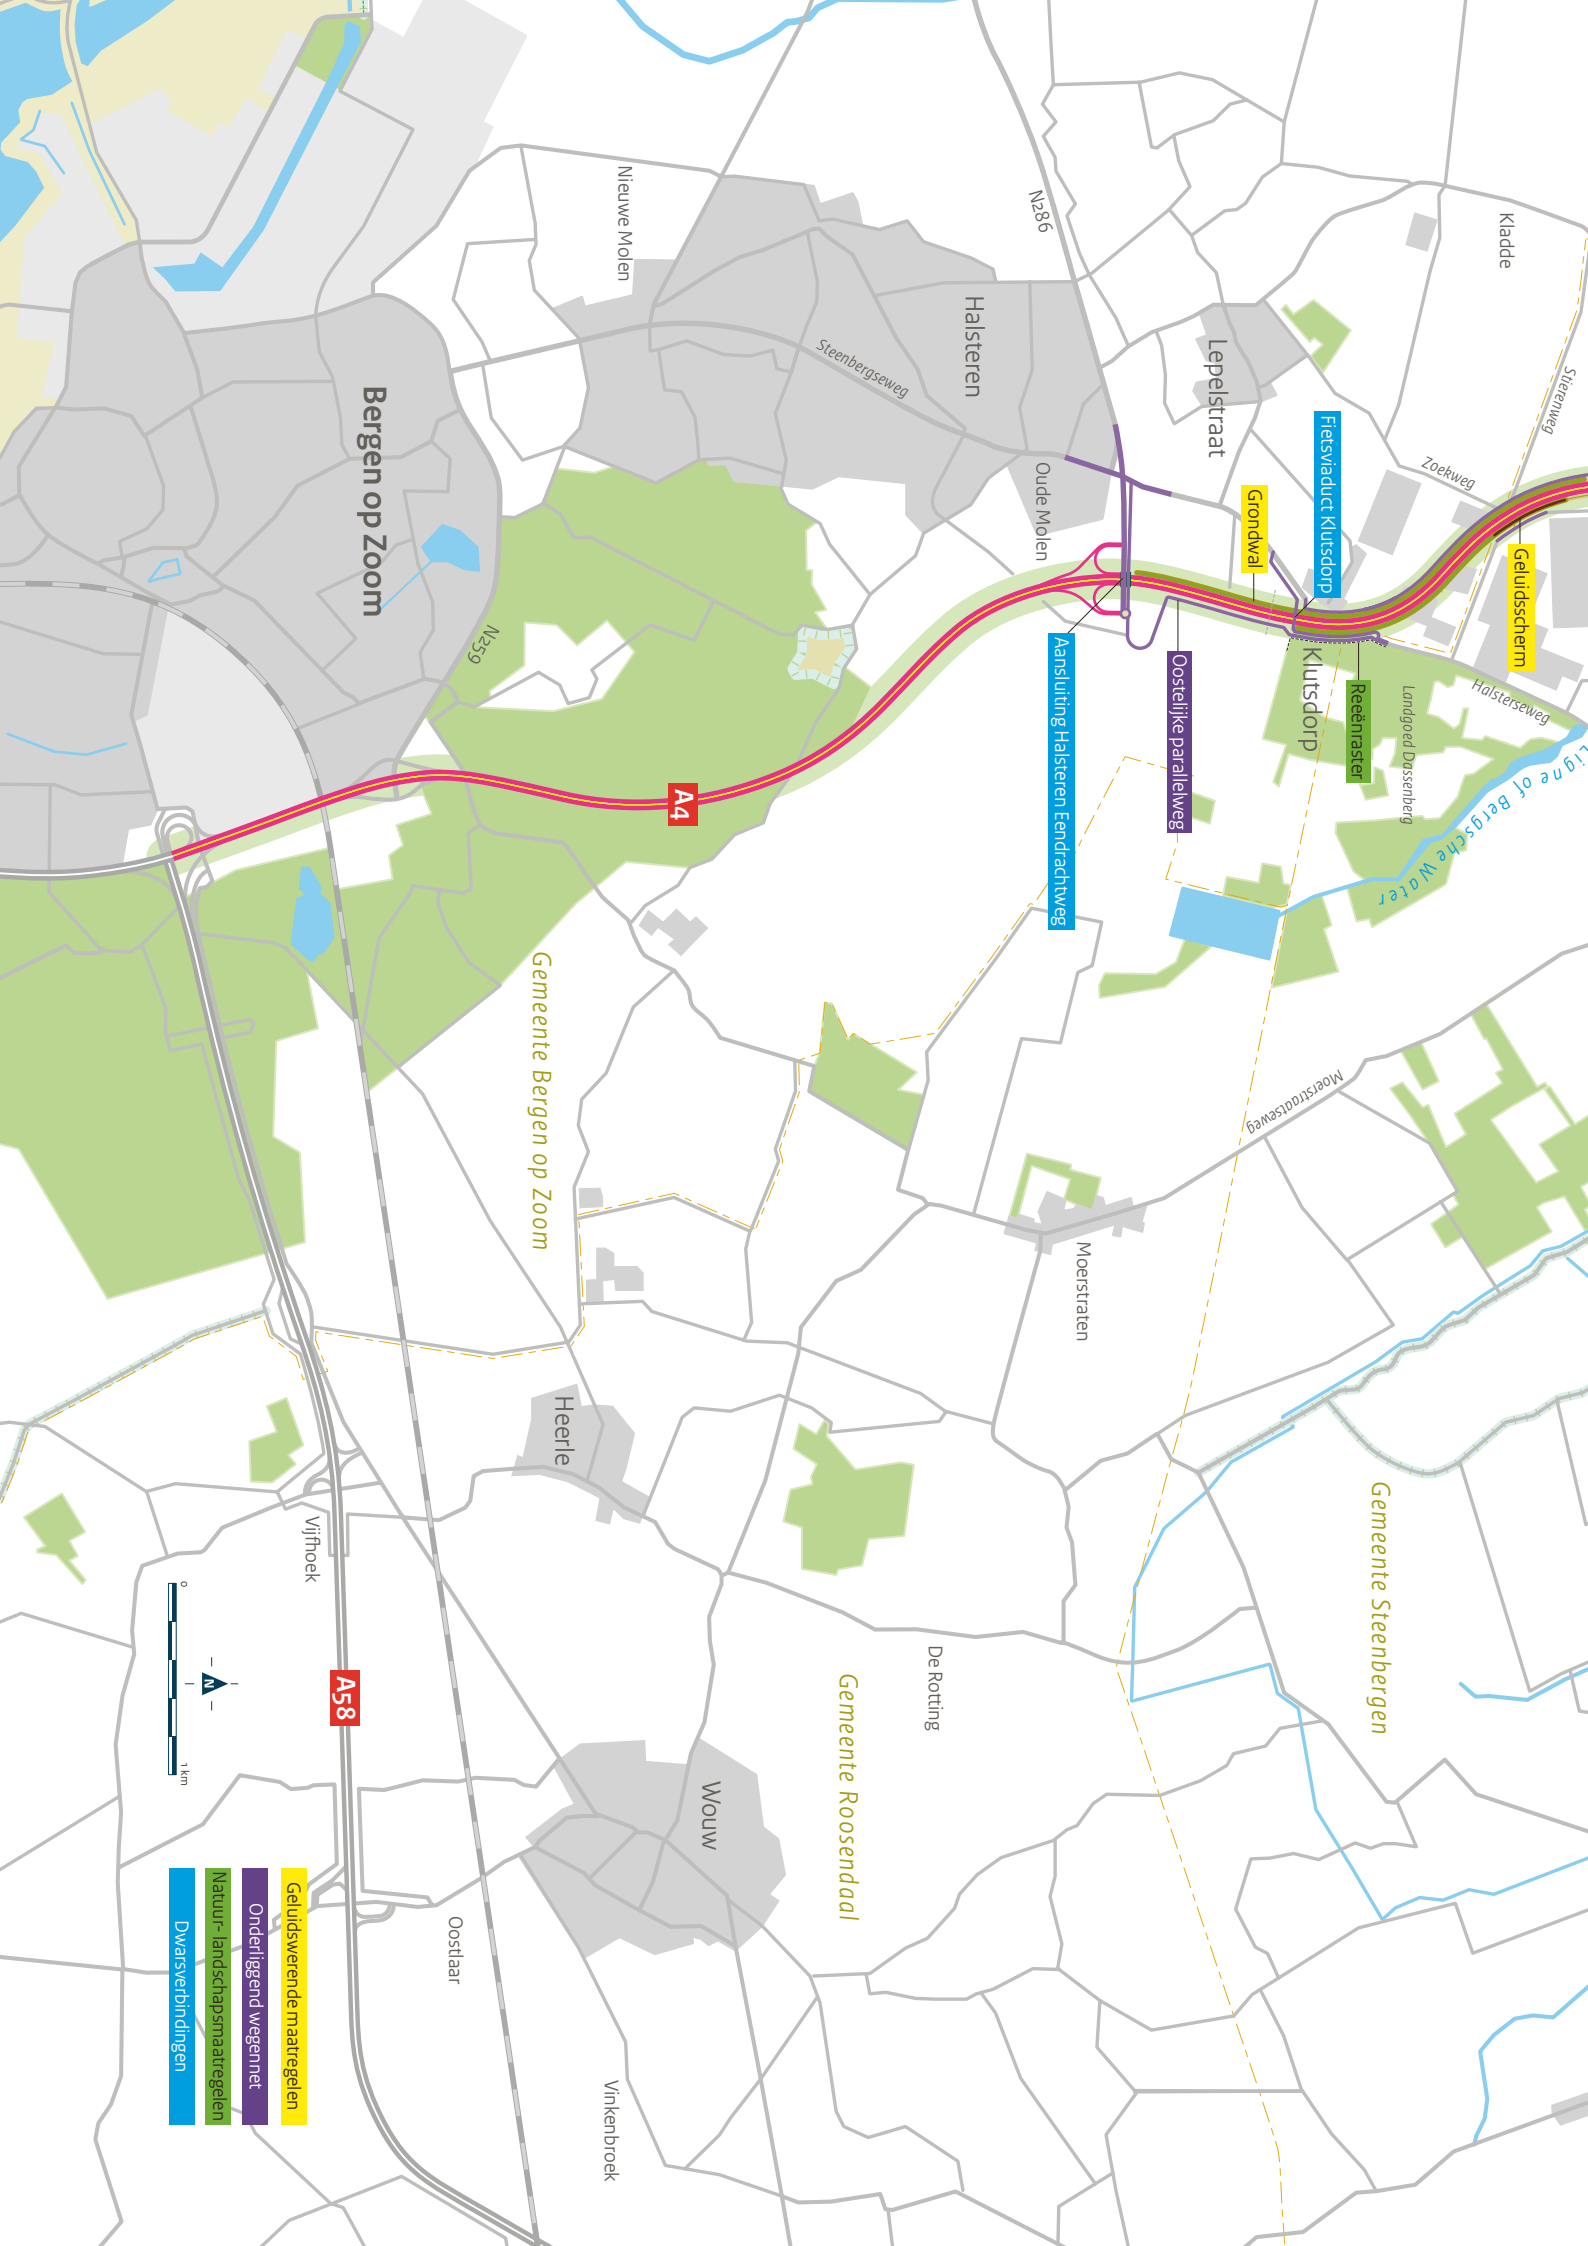 Kladde
Stierenweg
N286
Nieuwe Molen
Halsteren
Steenbergseweg
Lepelstraat
Zoekweg
Fietsviaduct Klutsdorp
Grondwal
Geluidsscherm
Oude Molen
Bergen op Zoom
N259
Klutsdorp
Reeënraster
Landgoed Dassenberg
Halsterseweg
Ligne of Bergsche Water
Oostelijke parallelweg
Aansluiting Halsteren Eendrachtweg
A4
Gemeente Bergen op Zoom
Moerstraatseweg
Moerstraten
Heerle
Vijfhoek
Gemeente Steenbergen
De Rotting
Gemeente Roosendaal
A58
Wouw
Oostlaar
Vinkenbroek
0
1 km
N
Geluidswerende maatregelen
Onderliggend wegennet
Natuur- landschapsmaatregelen
Dwarsverbindingen